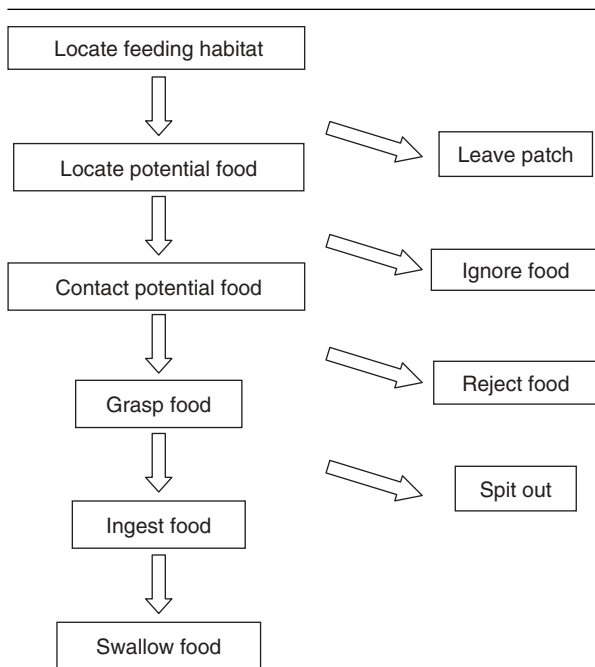 Locate feeding habitat
Locate potential food
Leave patch
Contact potential food
Ignore food
Grasp food
Reject food
Ingest food
Spit out
Swallow food